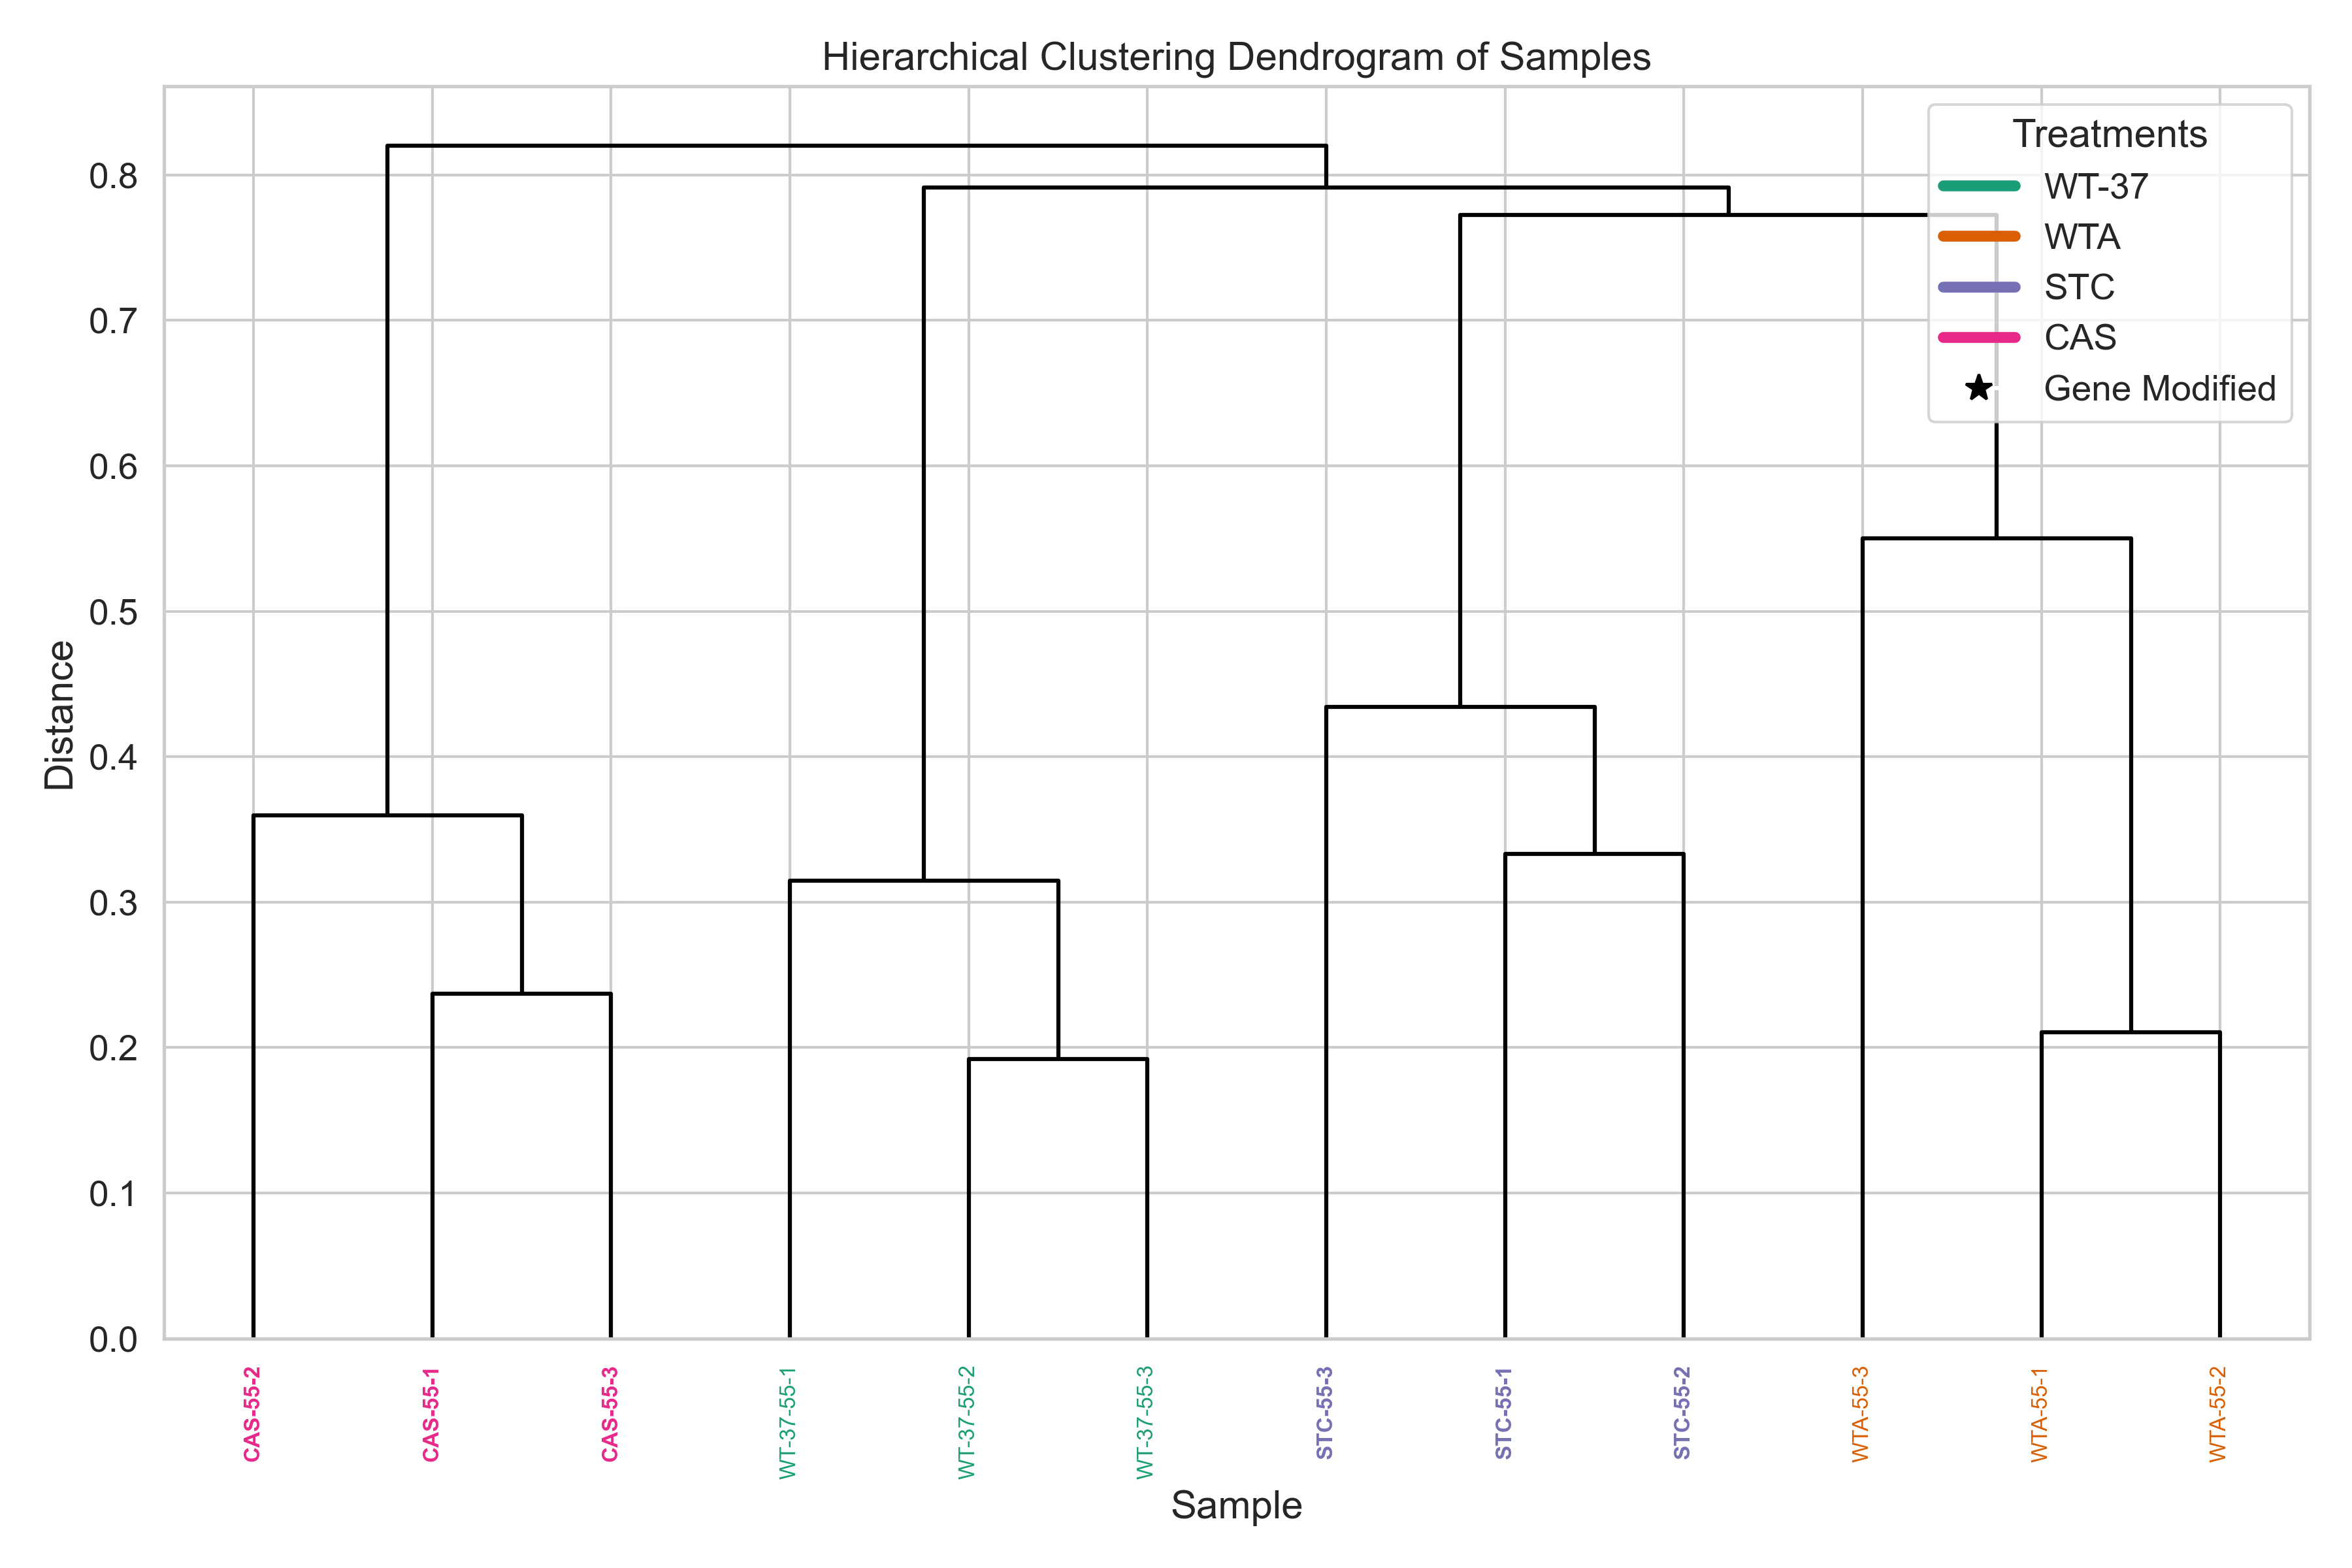 Hierarchical Clustering Dendrogram of Samples
Treatments
WT-37
WTA
STC
CAS
Gene Modified
Distance
0.8
0.7
0.6
0.5
0.4
0.3
0.2
0.1
0.0
CAS-55-2
CAS-55-1
CAS-55-3
WT-37-55-1
WT-37-55-2
WT-37-55-3
STC-55-3
STC-55-1
STC-55-2
WTA-55-3
WTA-55-1
WTA-55-2
Sample